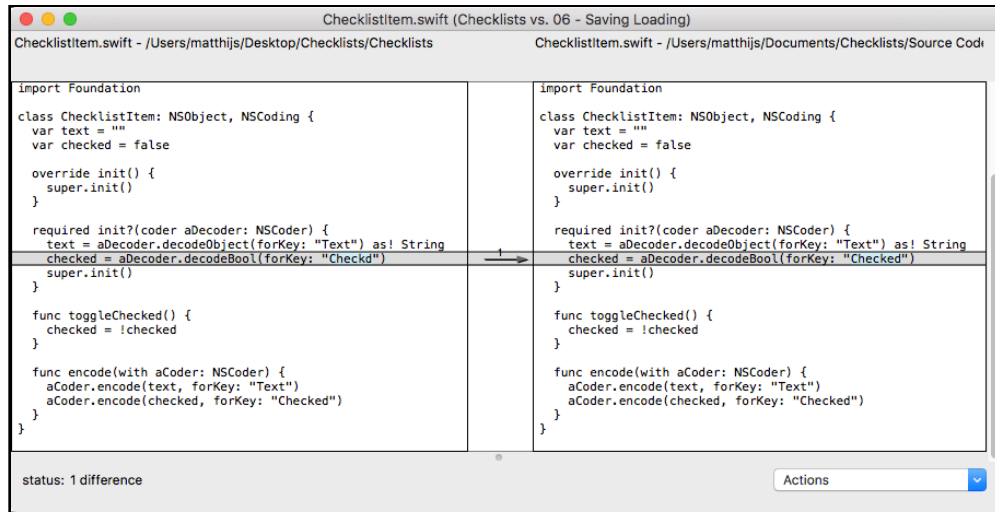 ChecklistItem.swift (Checklists vs. 06 - Saving Loading)
ChecklistItem.swift - /Users/matthijs/Desktop/Checklists/Checklists
ChecklistItem.swift - /Users/matthijs/Documents/Checklists/Source Code
import Foundation
class ChecklistItem: NSObject, NSCoding {
var text = ""
var checked = false
override init() {
super.init()
}
required init?(coder aDecoder: NSCoder) {
text = aDecoder.decodeObject(forKey: "Text") as! String
checked = aDecoder.decodeBool(forKey: "Checkd")
super.init()
}
func toggleChecked() {
checked = !checked
}
func encode(with aCoder: NSCoder) {
aCoder.encode(text, forKey: "Text")
aCoder.encode(checked, forKey: "Checked")
}
}
1
import Foundation
class ChecklistItem: NSObject, NSCoding {
var text = ""
var checked = false
override init() {
super.init()
}
required init?(coder aDecoder: NSCoder) {
text = aDecoder.decodeObject(forKey: "Text") as! String
checked = aDecoder.decodeBool(forKey: "Checked")
super.init()
}
func toggleChecked() {
checked = !checked
}
func encode(with aCoder: NSCoder) {
aCoder.encode(text, forKey: "Text")
aCoder.encode(checked, forKey: "Checked")
}
}
status: 1 difference
Actions